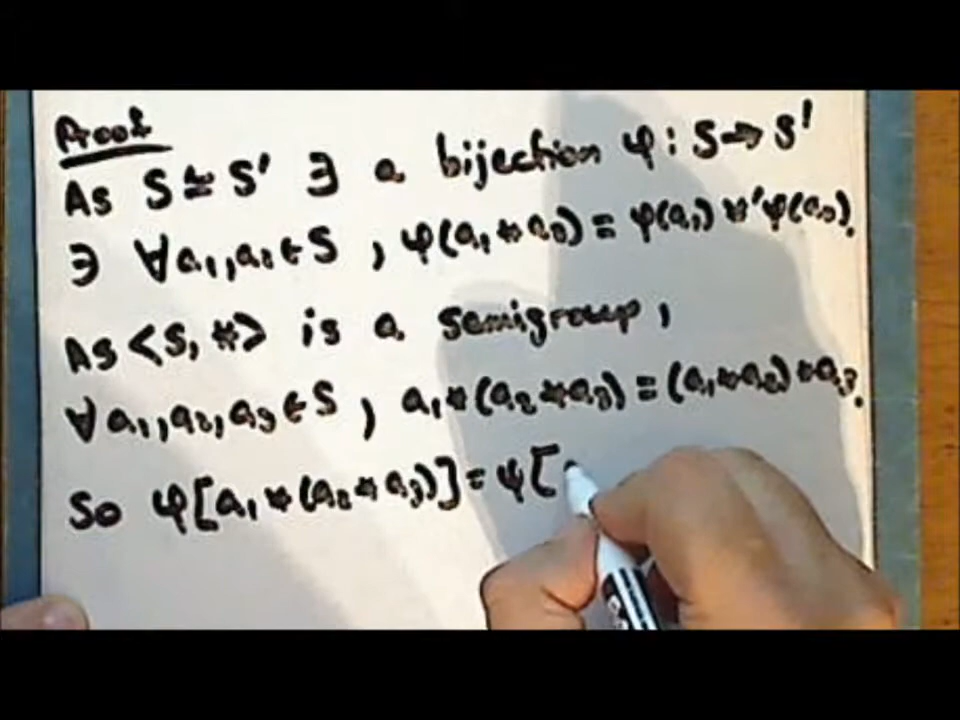 Proof
As S ≅ S' ∃ a bijection φ: S → S'
∋ ∀a₁,a₂ ∈ S , φ(a₁ * a₂) = φ(a₁) *' φ(a₂).
As <S, *> is a semigroup,
∀a₁,a₂,a₃ ∈ S , a₁ * (a₂ * a₃) = (a₁ * a₂) * a₃.
So φ[a₁ * (a₂ * a₃)] = φ[